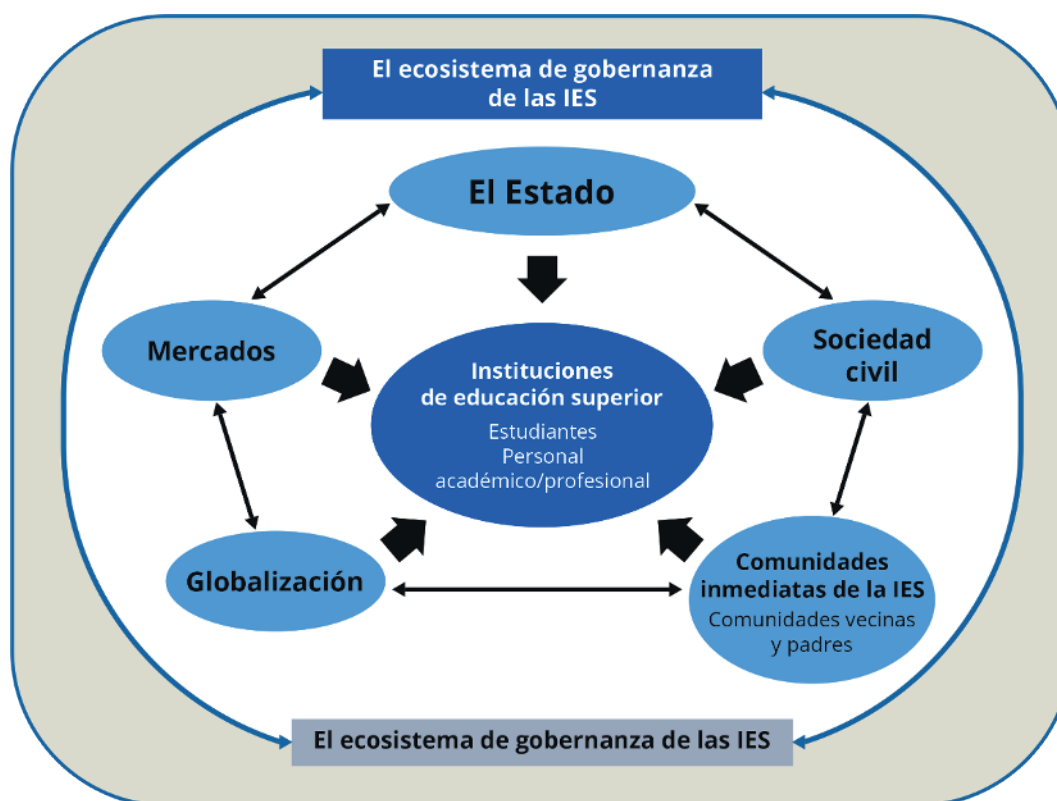 El ecosistema de gobernanza
de las IES
El Estado
Mercados
Sociedad
civil
Instituciones
de educación superior
Estudiantes
Personal
académico/profesional
Globalización
Comunidades
inmediatas de la IES
Comunidades vecinas
y padres
El ecosistema de gobernanza de las IES